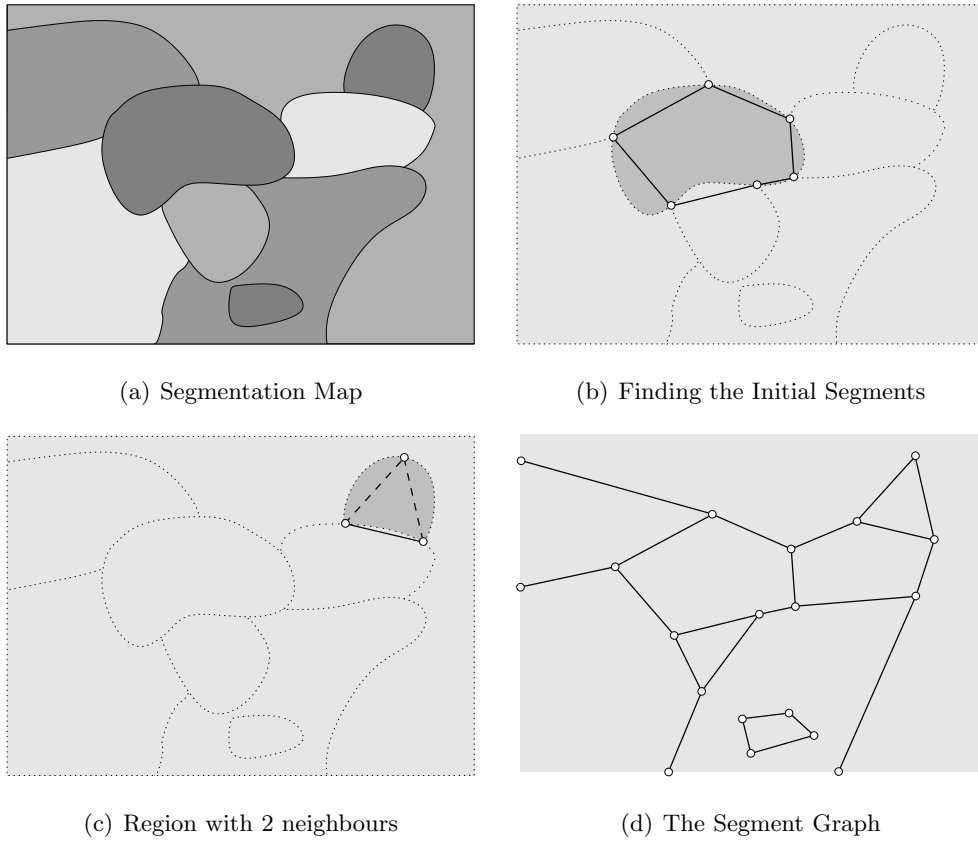 (a) Segmentation Map
(b) Finding the Initial Segments
(c) Region with 2 neighbours
(d) The Segment Graph